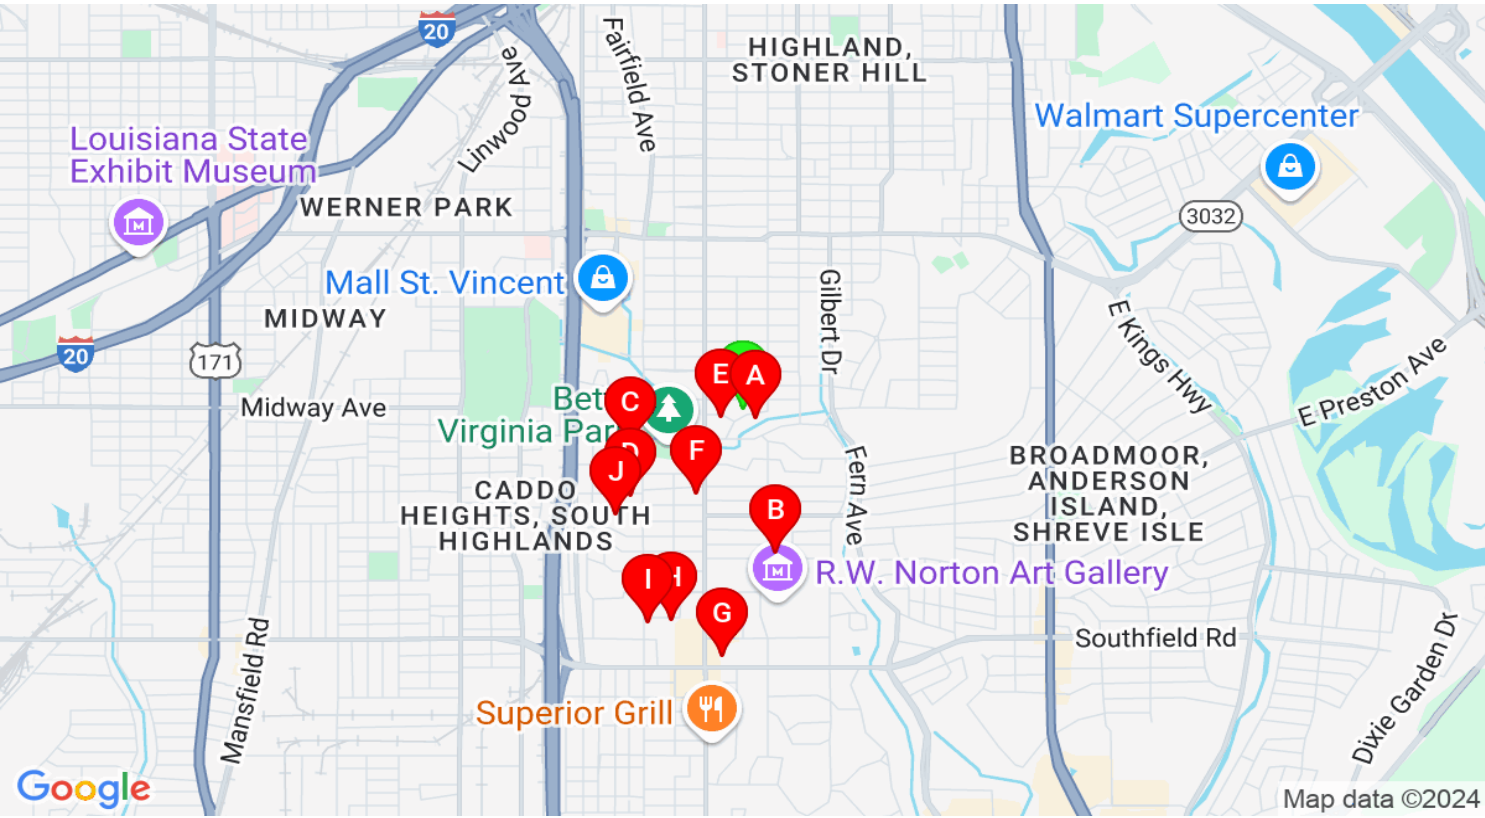 20
Linwood Ave
Fairfield Ave
HIGHLAND,
STONER HILL
Walmart Supercenter
Louisiana State
Exhibit Museum
WERNER PARK
3032
Mall St. Vincent
MIDWAY
Gilbert Dr
E Kings Hwy
20
171
E
A
E Preston Ave
Midway Ave
Bet
C
Virginia Par
F
D
J
BROADMOOR,
ANDERSON
ISLAND,
SHREVE ISLE
Fern Ave
CADDO
HEIGHTS, SOUTH
HIGHLANDS
B
R.W. Norton Art Gallery
I
H
G
Southfield Rd
Mansfield Rd
Dixie Garden Dr
Superior Grill
Google
Map data ©2024